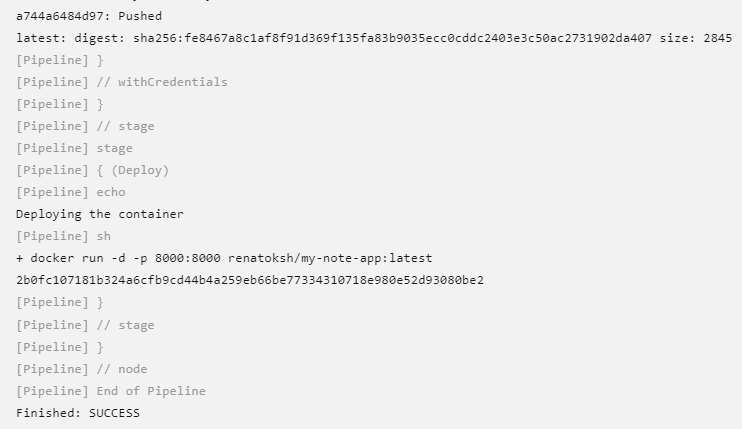 a744a6484d97: Pushed
latest: digest: sha256:fe8467a8c1af8f91d369f135fa83b9035ecc0cddc2403e3c50ac2731902da407 size: 2845
[Pipeline] }
[Pipeline] // withCredentials
[Pipeline] }
[Pipeline] // stage
[Pipeline] stage
[Pipeline] { (Deploy)
[Pipeline] echo
Deploying the container
[Pipeline] sh
+ docker run -d -p 8000:8000 renatoksh/my-note-app:latest
2b0fc107181b324a6cfb9cd44b4a259eb66be77334310718e980e52d93080be2
[Pipeline] }
[Pipeline] // stage
[Pipeline] }
[Pipeline] // node
[Pipeline] End of Pipeline
Finished: SUCCESS